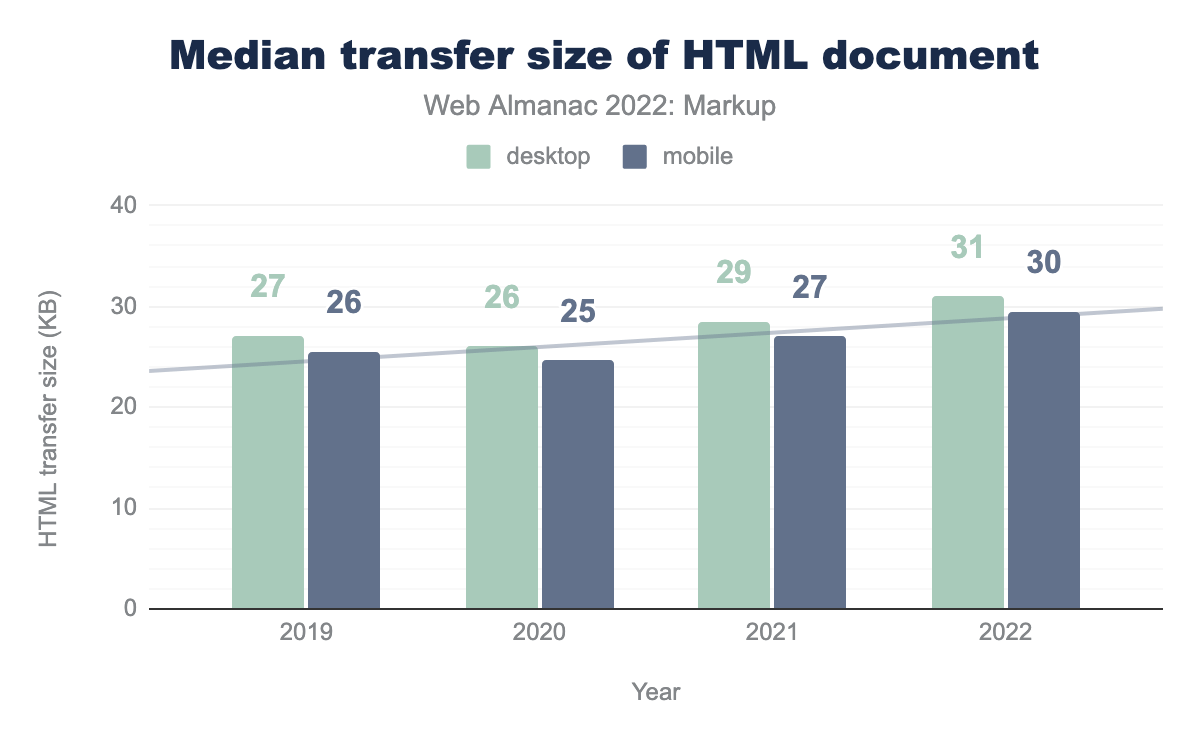 Median transfer size of HTML document
Web Almanac 2022: Markup
desktop mobile
HTML transfer size (KB)
40
30
20
10
0
27 26 26 25 29 27 31 30
2019 2020 2021 2022
Year